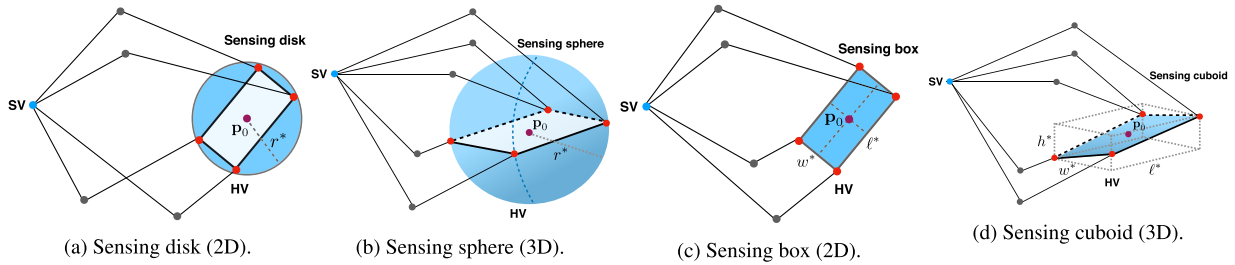 Sensing disk
SV
p₀
r*
HV
(a) Sensing disk (2D).
Sensing sphere
SV
p₀
r*
HV
(b) Sensing sphere (3D).
Sensing box
SV
p₀
w*
ℓ*
HV
(c) Sensing box (2D).
Sensing cuboid
SV
p₀
h*
w*
ℓ*
HV
(d) Sensing cuboid (3D).